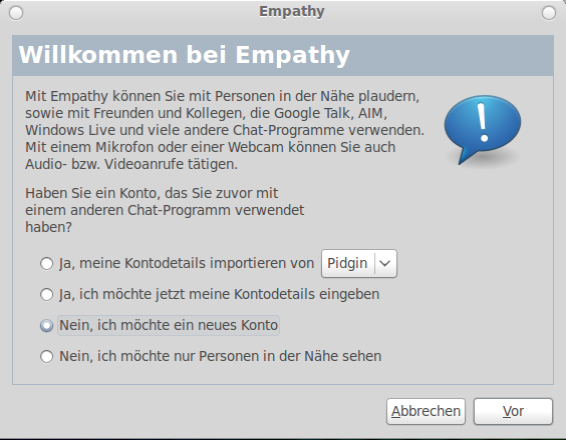 Empathy
Willkommen bei Empathy
Mit Empathy können Sie mit Personen in der Nähe plaudern,
sowie mit Freunden und Kollegen, die Google Talk, AIM,
Windows Live und viele andere Chat-Programme verwenden.
Mit einem Mikrofon oder einer Webcam können Sie auch
Audio- bzw. Videoanrufe tätigen.
Haben Sie ein Konto, das Sie zuvor mit
einem anderen Chat-Programm verwendet
haben?
Ja, meine Kontodetails importieren von Pidgin
Ja, ich möchte jetzt meine Kontodetails eingeben
Nein, ich möchte ein neues Konto
Nein, ich möchte nur Personen in der Nähe sehen
Abbrechen Vor